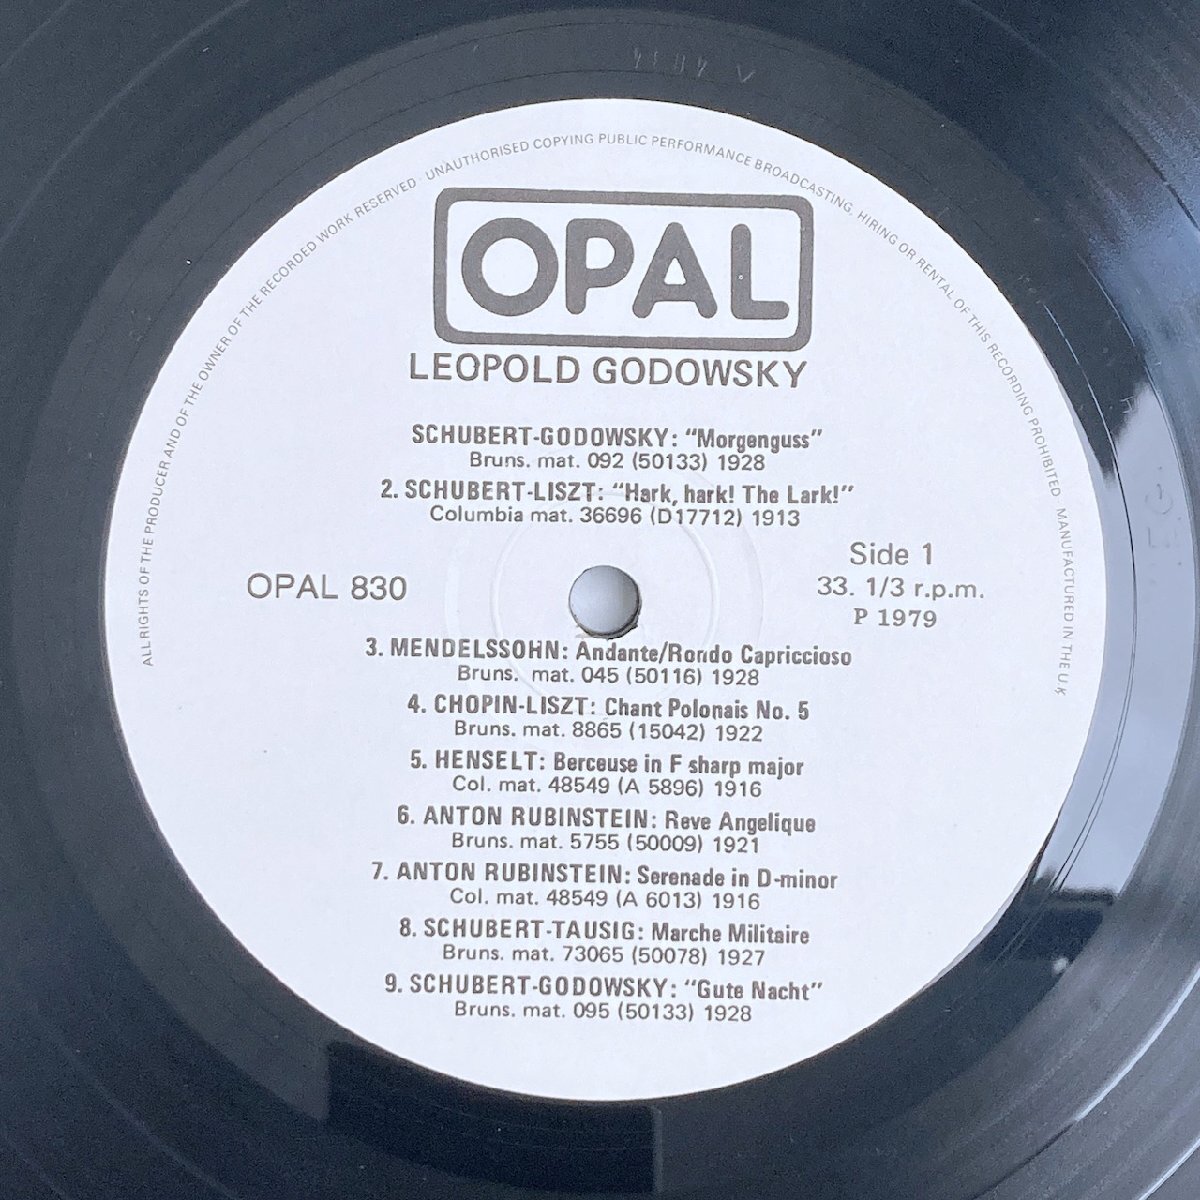 ALL RIGHTS OF THE PRODUCER AND OF THE OWNER OF THE RECORDED WORK RESERVED · UNAUTHORISED COPYING PUBLIC PERFORMANCE BROADCASTING, HIRING OR RENTAL OF THIS RECORDING PROHIBITED · MANUFACTURED IN THE U.K
OPAL
LEOPOLD GODOWSKY
SCHUBERT-GODOWSKY: “Morgenguss”
Bruns. mat. 092 (50133) 1928
2. SCHUBERT-LISZT: “Hark, hark! The Lark!”
Columbia mat. 36696 (D17712) 1913
OPAL 830
Side 1
33. 1/3 r.p.m.
P 1979
3. MENDELSSOHN: Andante/Rondo Capriccioso
Bruns. mat. 045 (50116) 1928
4. CHOPIN-LISZT: Chant Polonais No. 5
Bruns. mat. 8865 (15042) 1922
5. HENSELT: Berceuse in F sharp major
Col. mat. 48549 (A 5896) 1916
6. ANTON RUBINSTEIN: Reve Angelique
Bruns. mat. 5755 (50009) 1921
7. ANTON RUBINSTEIN: Serenade in D-minor
Col. mat. 48549 (A 6013) 1916
8. SCHUBERT-TAUSIG: Marche Militaire
Bruns. mat. 73065 (50078) 1927
9. SCHUBERT-GODOWSKY: “Gute Nacht”
Bruns. mat. 095 (50133) 1928